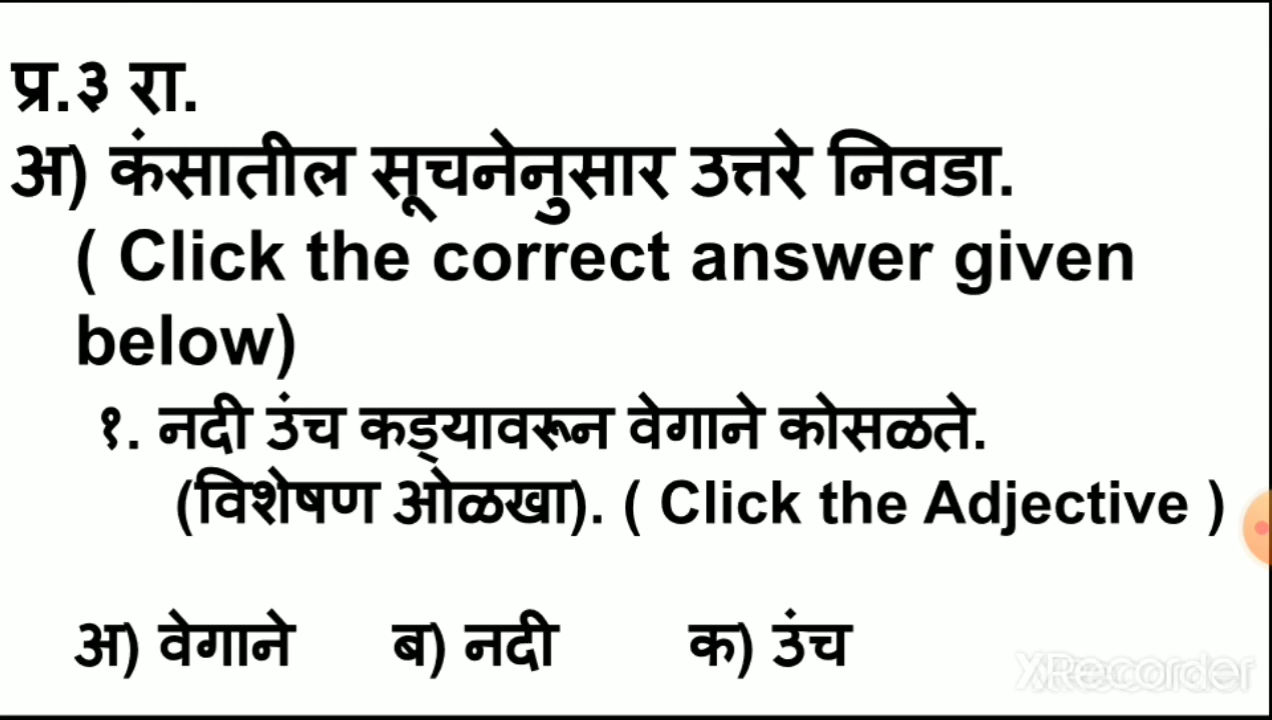 प्र.३ रा.
अ) कंसातील सूचनेनुसार उत्तरे निवडा.
( Click the correct answer given
below)
१. नदी उंच कड्यावरून वेगाने कोसळते.
(विशेषण ओळखा). ( Click the Adjective )
अ) वेगाने ब) नदी क) उंच
XRecorder